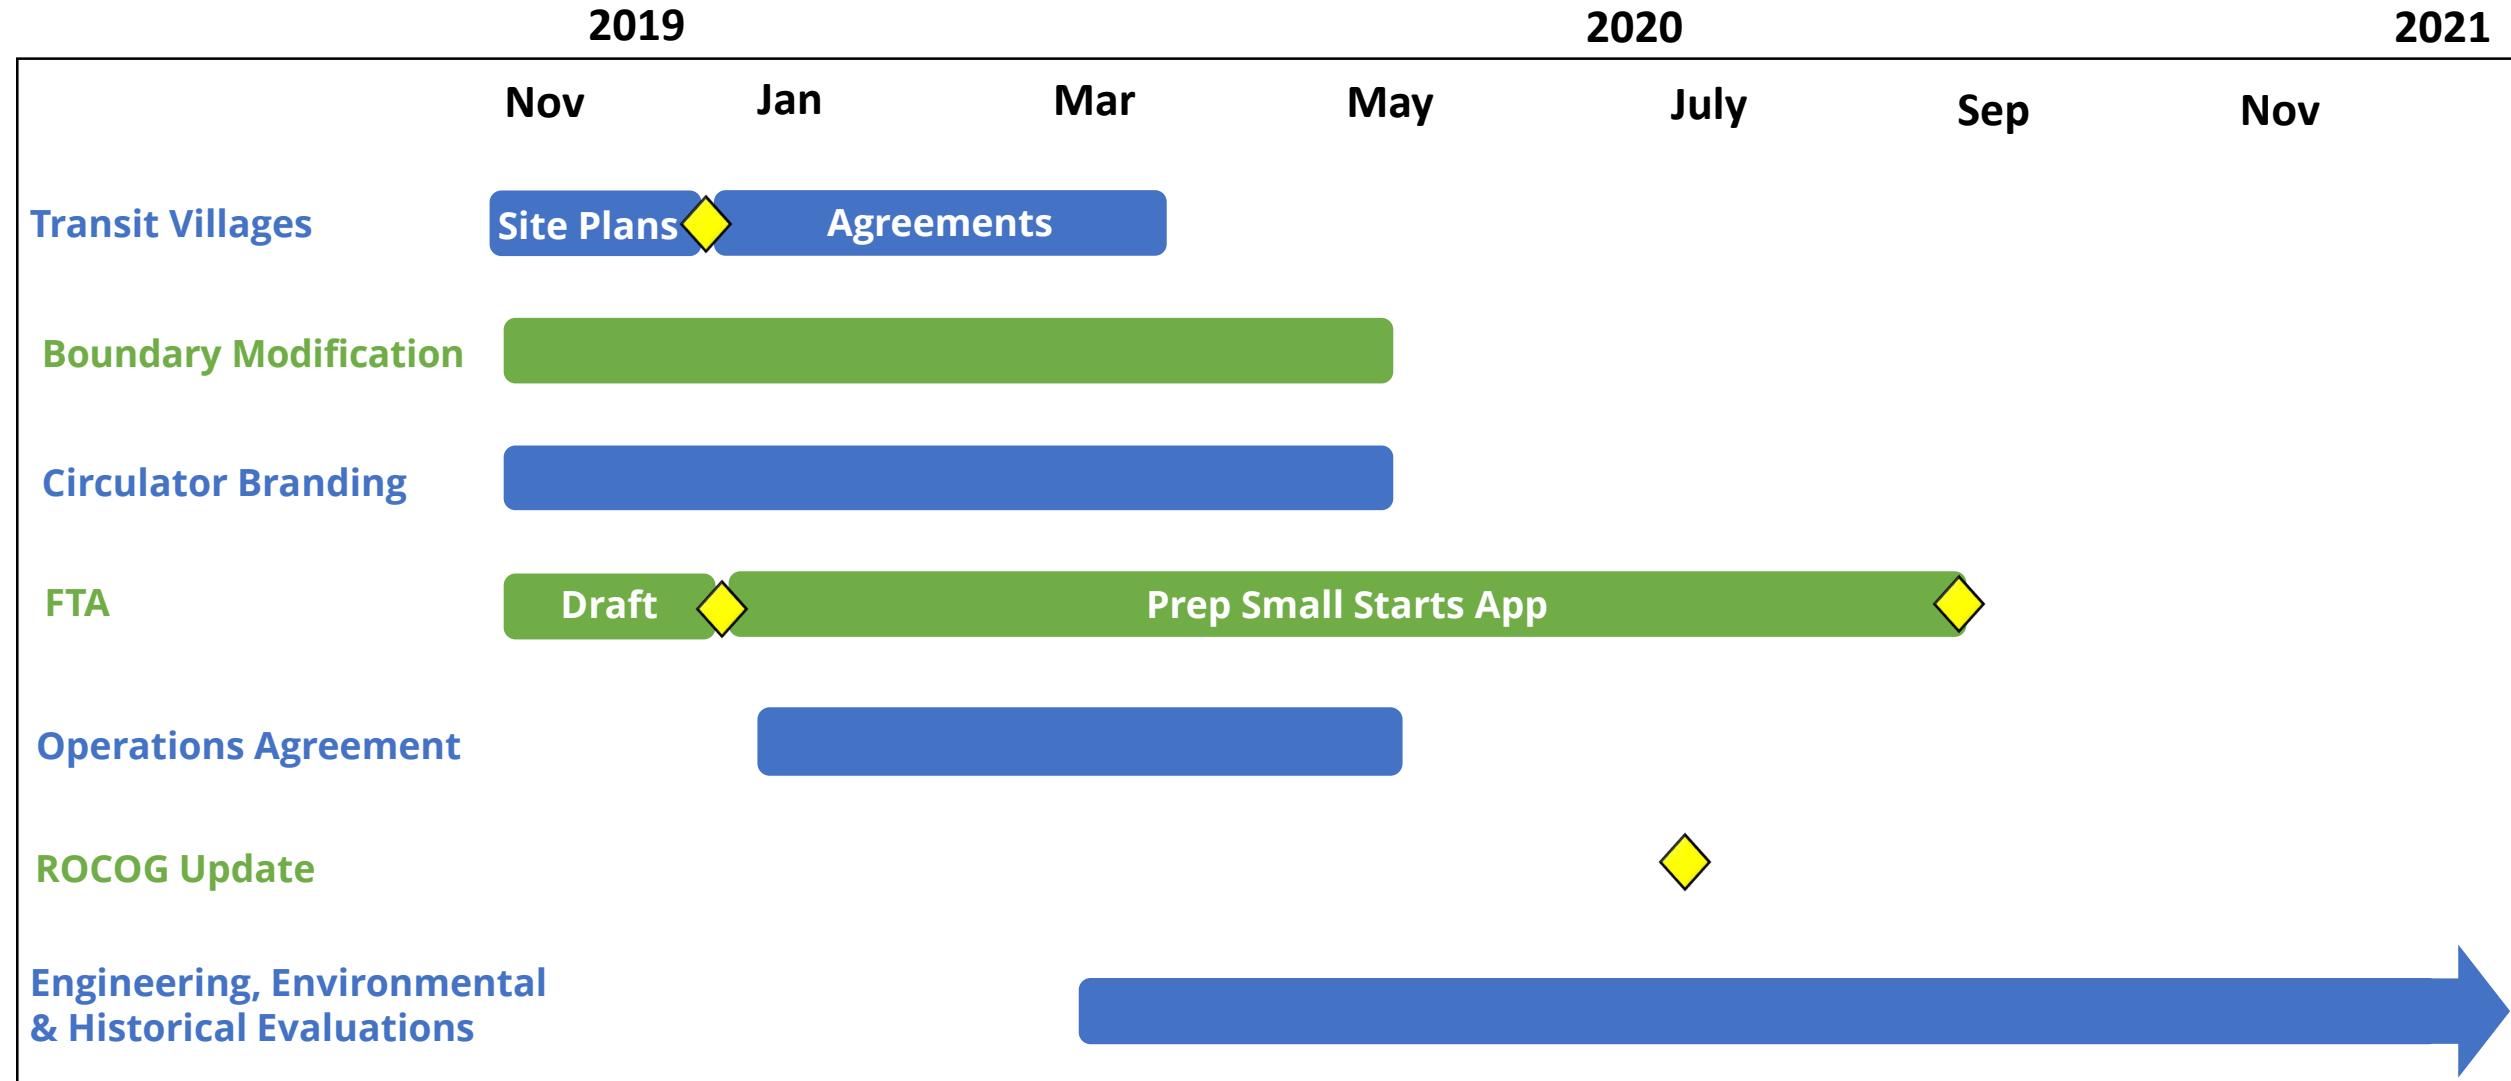 2019 2020 2021
Nov Jan Mar May July Sep Nov
Transit Villages Site Plans Agreements
Boundary Modification
Circulator Branding
FTA Draft Prep Small Starts App
Operations Agreement
ROCOG Update
Engineering, Environmental
& Historical Evaluations